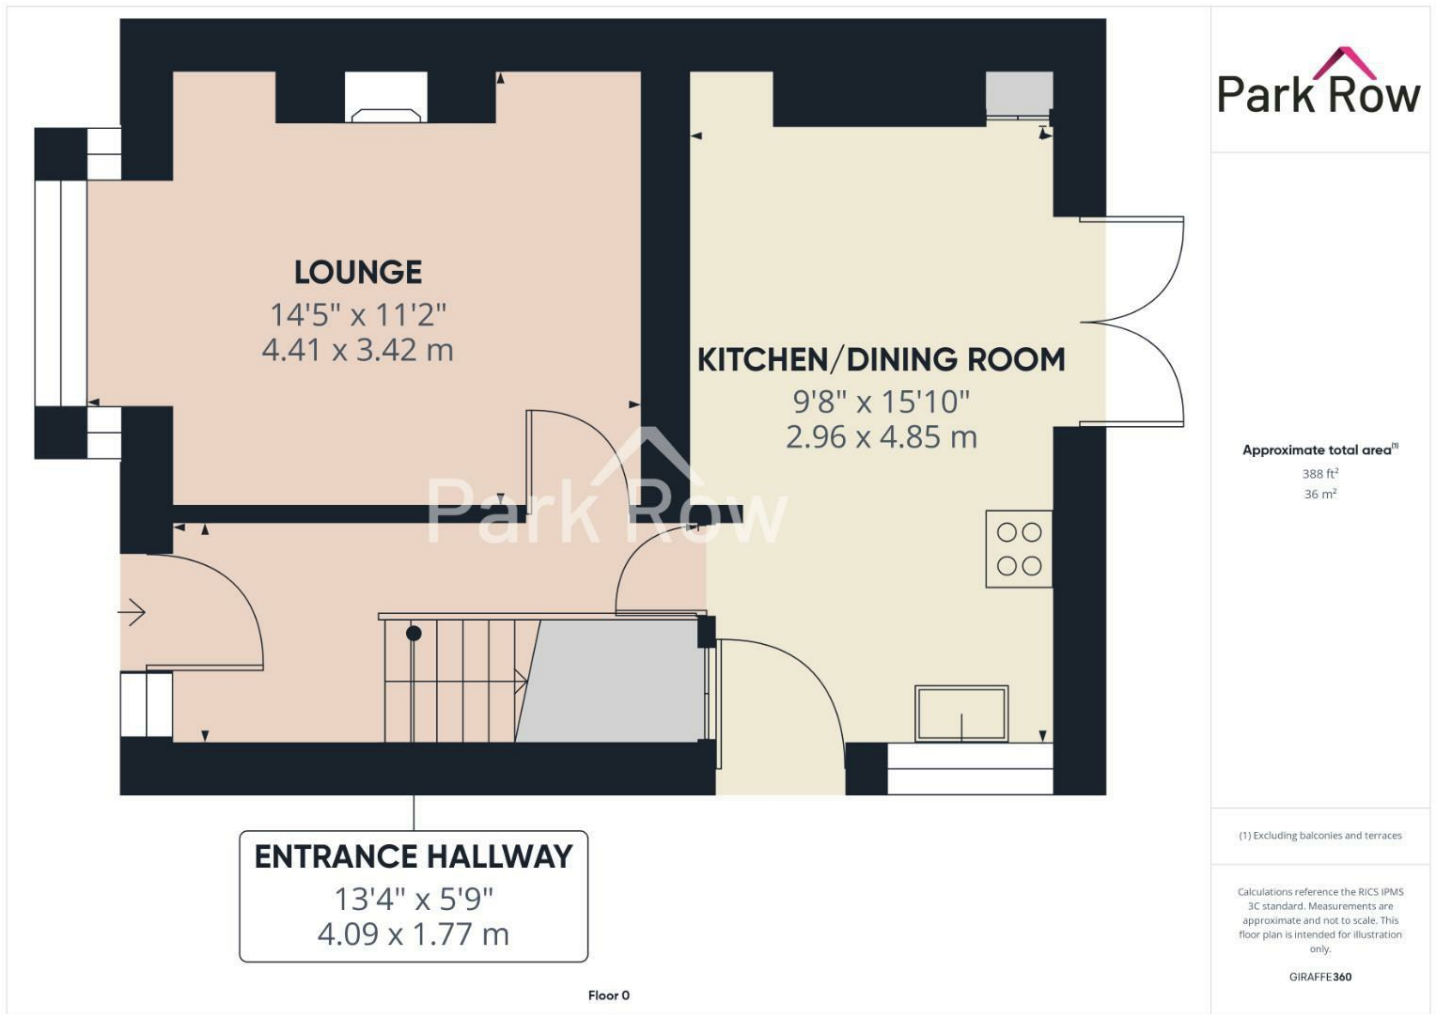 Park Row
LOUNGE
14'5" x 11'2"
4.41 x 3.42 m
KITCHEN/DINING ROOM
9'8" x 15'10"
2.96 x 4.85 m
Park Row
Approximate total area(1)
388 ft²
36 m²
ENTRANCE HALLWAY
13'4" x 5'9"
4.09 x 1.77 m
Floor 0
(1) Excluding balconies and terraces
Calculations reference the RICS IPMS
3C standard. Measurements are
approximate and not to scale. This
floor plan is intended for illustration
only.
GIRAFFE360